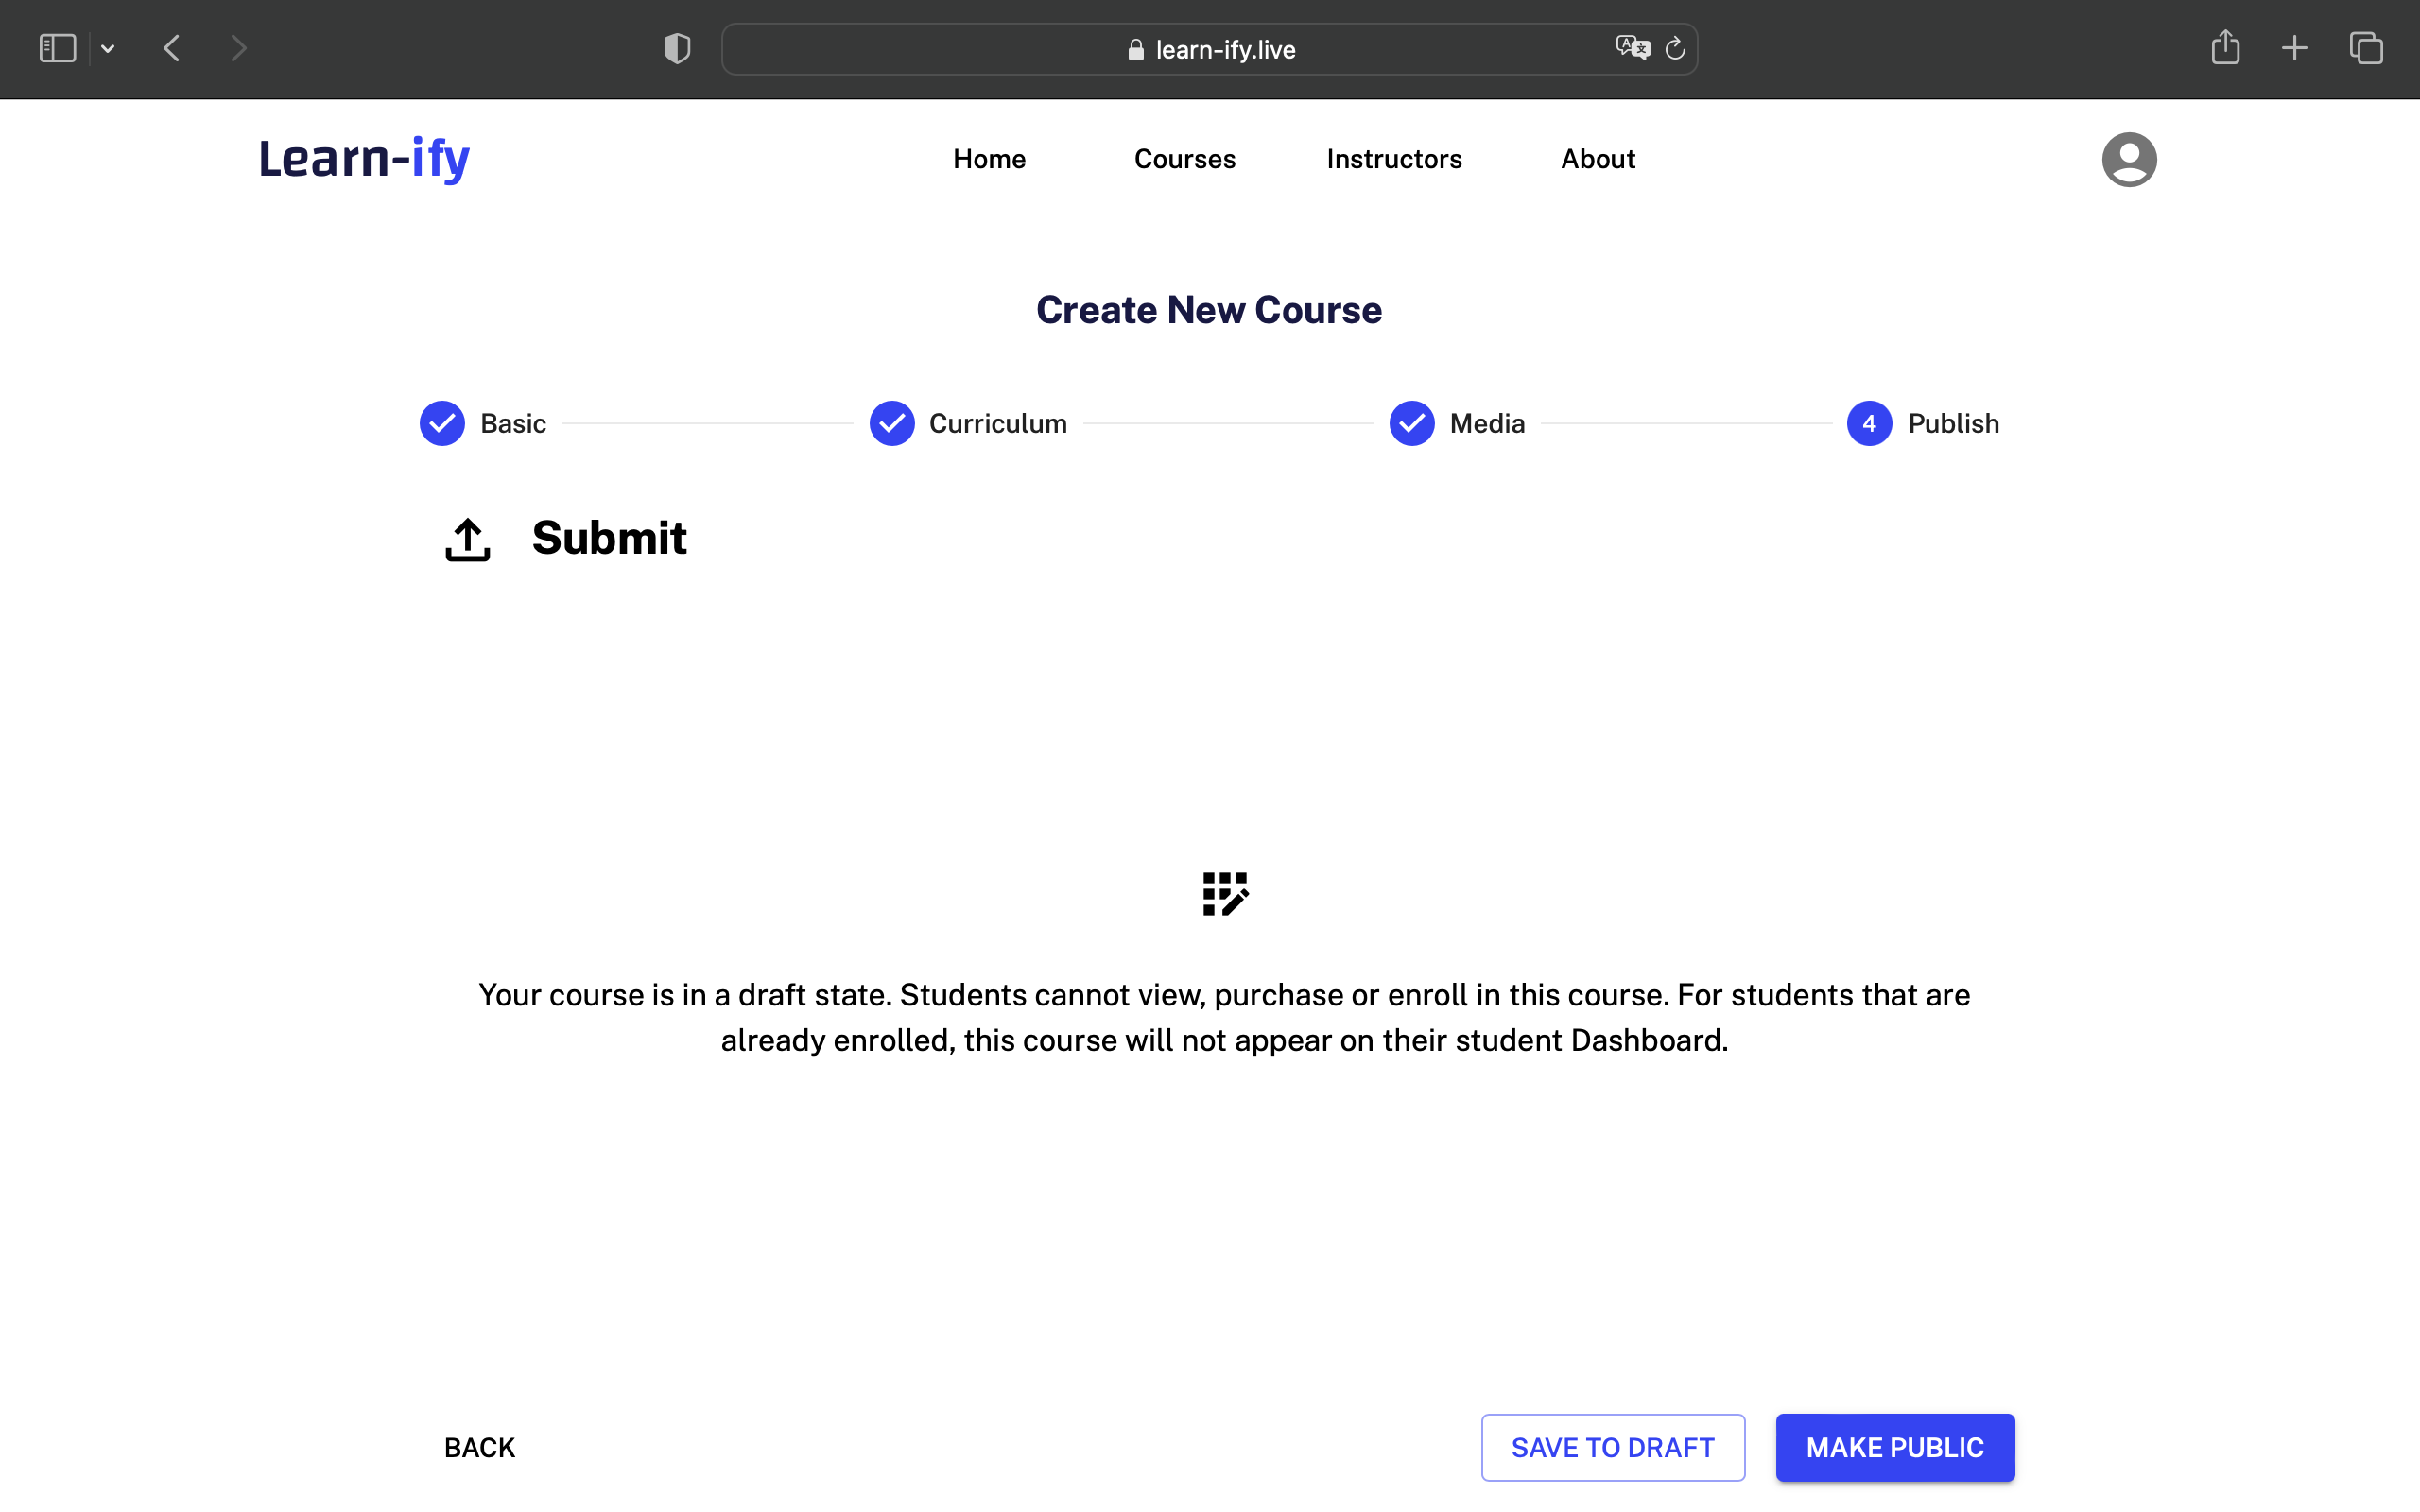 learn-ify.live
Learn-ify
Home
Courses
Instructors
About
Create New Course
Basic
Curriculum
Media
4
Publish
Submit
Your course is in a draft state. Students cannot view, purchase or enroll in this course. For students that are
already enrolled, this course will not appear on their student Dashboard.
BACK
SAVE TO DRAFT
MAKE PUBLIC